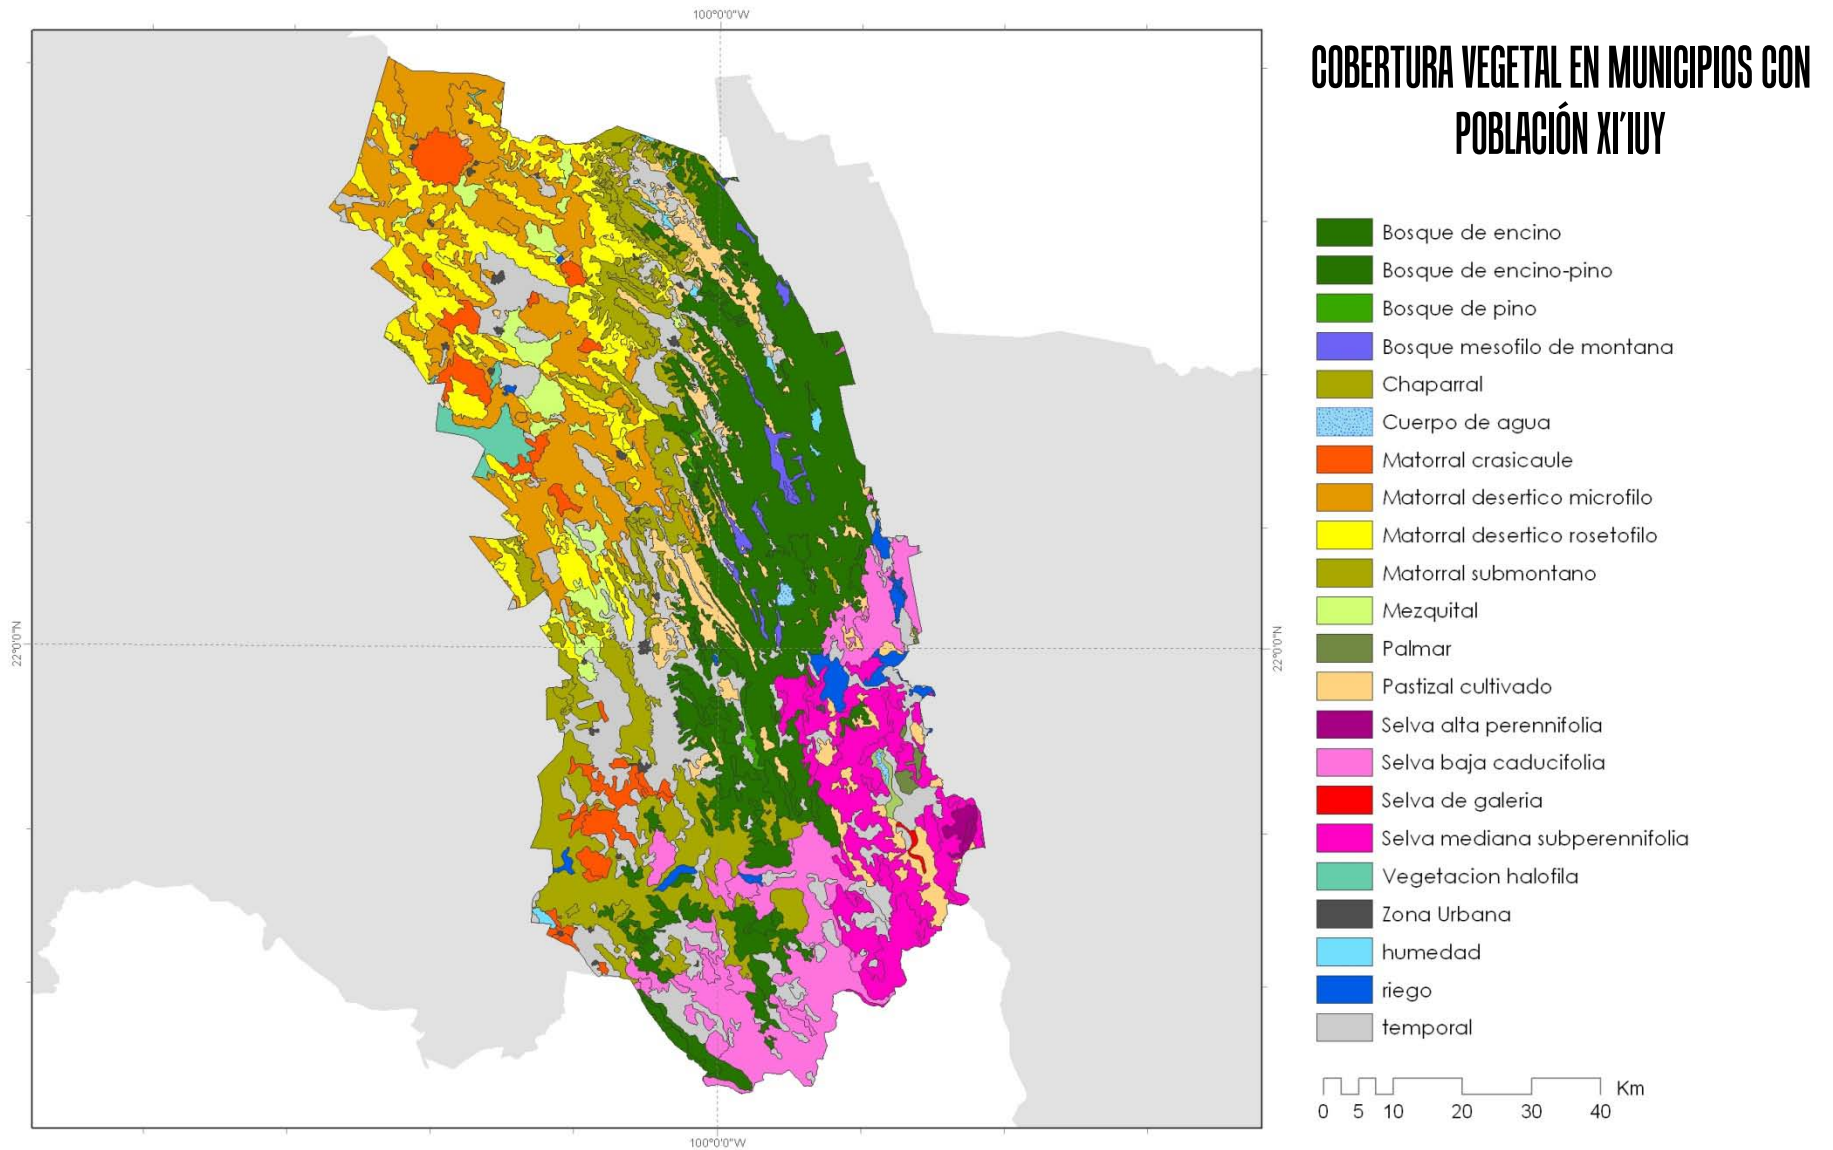 100°0'0"W
COBERTURA VEGETAL EN MUNICIPIOS CON
POBLACIÓN XI'IUY
Bosque de encino
Bosque de encino-pino
Bosque de pino
Bosque mesofilo de montana
Chaparral
Cuerpo de agua
Matorral crasicaule
Matorral desertico microfilo
Matorral desertico rosetofilo
Matorral submontano
Mezquital
22°0'0"N
22°0'0"N
Palmar
Pastizal cultivado
Selva alta perennifolia
Selva baja caducifolia
Selva de galeria
Selva mediana subperennifolia
Vegetacion halofila
Zona Urbana
humedad
riego
temporal
Km
0 5 10 20 30 40
100°0'0"W